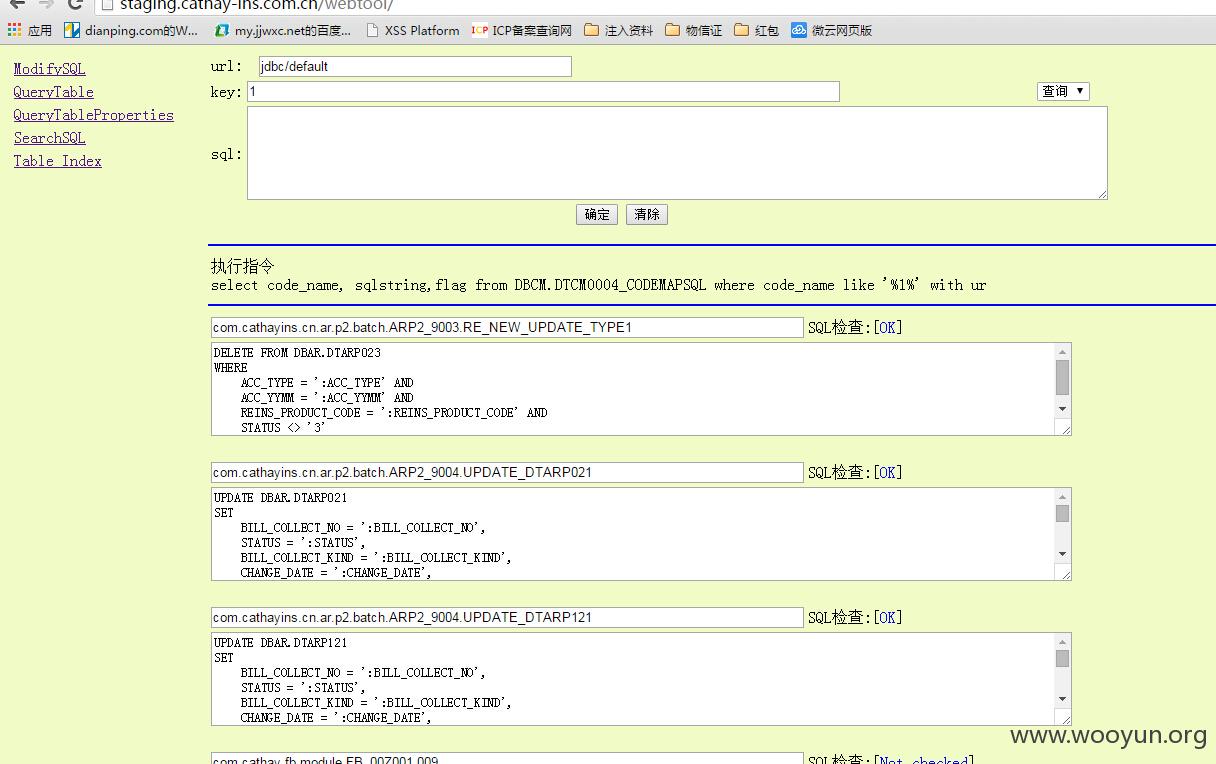 staging.cathay-ins.com.cn/webtool/
应用 dianping.com的W... my.jjwxc.net的百度... XSS Platform ICP ICP备案查询网 注入资料 物信证 红包 微云网页版
ModifySQL
QueryTable
QueryTableProperties
SearchSQL
Table Index
url: jdbc/default
key: 1 查询 ▼
sql:
确定 清除
执行指令
select code_name, sqlstring,flag from DBCM.DTCM0004_CODEMAPSQL where code_name like '%1%' with ur
com.cathayins.cn.ar.p2.batch.ARP2_9003.RE_NEW_UPDATE_TYPE1 SQL检查:[OK]
DELETE FROM DBAR.DTARP023
WHERE
ACC_TYPE = ':ACC_TYPE' AND
ACC_YYMM = ':ACC_YYMM' AND
REINS_PRODUCT_CODE = ':REINS_PRODUCT_CODE' AND
STATUS <> '3'
com.cathayins.cn.ar.p2.batch.ARP2_9004.UPDATE_DTARP021 SQL检查:[OK]
UPDATE DBAR.DTARP021
SET
BILL_COLLECT_NO = ':BILL_COLLECT_NO',
STATUS = ':STATUS',
BILL_COLLECT_KIND = ':BILL_COLLECT_KIND',
CHANGE_DATE = ':CHANGE_DATE',
com.cathayins.cn.ar.p2.batch.ARP2_9004.UPDATE_DTARP121 SQL检查:[OK]
UPDATE DBAR.DTARP121
SET
BILL_COLLECT_NO = ':BILL_COLLECT_NO',
STATUS = ':STATUS',
BILL_COLLECT_KIND = ':BILL_COLLECT_KIND',
CHANGE_DATE = ':CHANGE_DATE',
www.wooyun.org
com.cathay.fb.module.FB_00Z001.009 SQL检查:[Not checked]